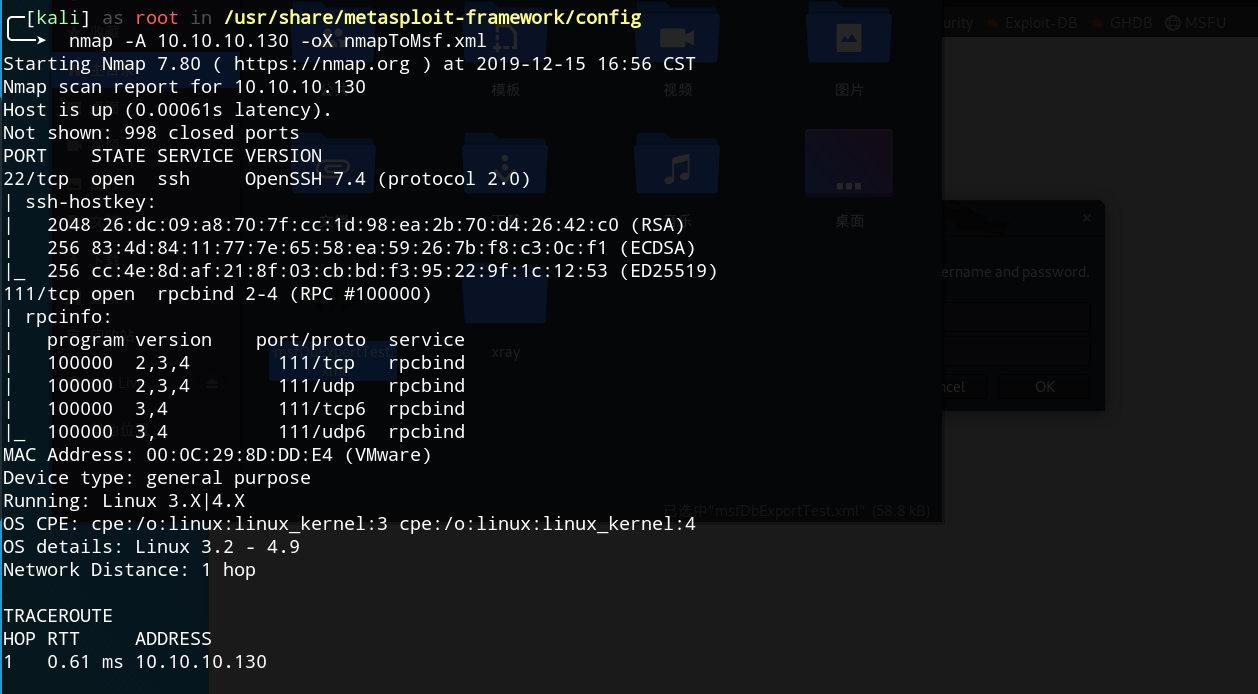 [kali] as root in /usr/share/metasploit-framework/config
nmap -A 10.10.10.130 -oX nmapToMsf.xml
Starting Nmap 7.80 ( https://nmap.org ) at 2019-12-15 16:56 CST
Nmap scan report for 10.10.10.130
Host is up (0.00061s latency).
Not shown: 998 closed ports
PORT    STATE SERVICE VERSION
22/tcp  open  ssh     OpenSSH 7.4 (protocol 2.0)
| ssh-hostkey:
|   2048 26:dc:09:a8:70:7f:cc:1d:98:ea:2b:70:d4:26:42:c0 (RSA)
|   256 83:4d:84:11:77:7e:65:58:ea:59:26:7b:f8:c3:0c:f1 (ECDSA)
|_  256 cc:4e:8d:af:21:8f:03:cb:bd:f3:95:22:9f:1c:12:53 (ED25519)
111/tcp open  rpcbind 2-4 (RPC #100000)
| rpcinfo:
|   program version    port/proto  service
|   100000  2,3,4        111/tcp   rpcbind
|   100000  2,3,4        111/udp   rpcbind
|   100000  3,4          111/tcp6  rpcbind
|_  100000  3,4          111/udp6  rpcbind
MAC Address: 00:0C:29:8D:DD:E4 (VMware)
Device type: general purpose
Running: Linux 3.X|4.X
OS CPE: cpe:/o:linux:linux_kernel:3 cpe:/o:linux:linux_kernel:4
OS details: Linux 3.2 - 4.9
Network Distance: 1 hop
TRACEROUTE
HOP RTT     ADDRESS
1   0.61 ms 10.10.10.130
urity Exploit-DB GHDB MSFU
模板 视频 图片
音乐 桌面
ername and password.
xray
ncel OK
已选中"msfDbExportTest.xml" (58.8 kB)